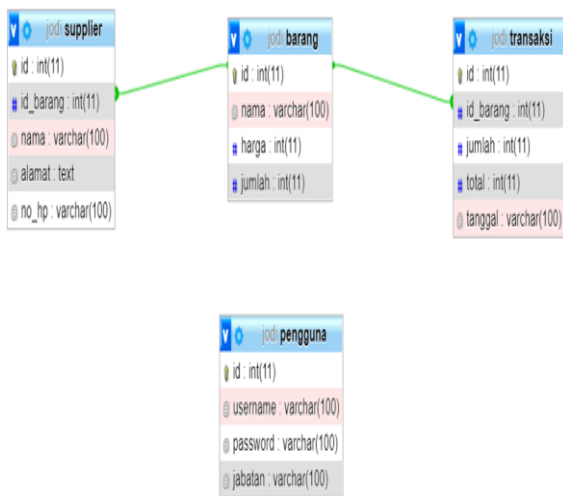 jodi supplier
id : int(11)
id_barang : int(11)
nama : varchar(100)
alamat : text
no_hp : varchar(100)
jodi barang
id : int(11)
nama : varchar(100)
harga : int(11)
jumlah : int(11)
jodi transaksi
id : int(11)
id_barang : int(11)
jumlah : int(11)
total : int(11)
tanggal : varchar(100)
jodi pengguna
id : int(11)
username : varchar(100)
password : varchar(100)
jabatan : varchar(100)